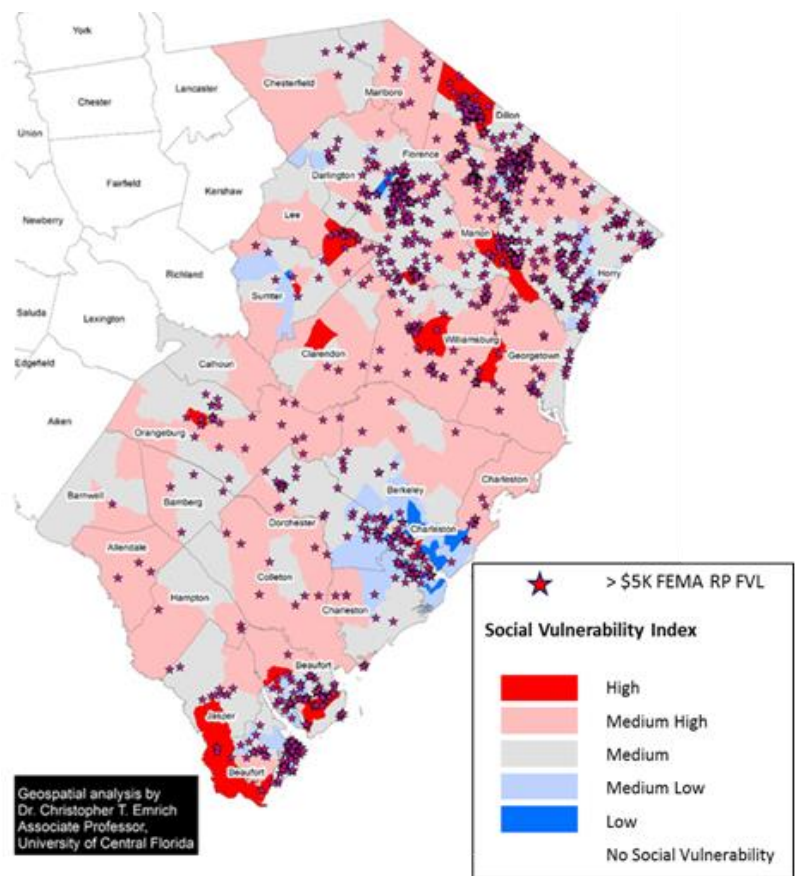 York
Chester
Lancaster
Union
Fairfield
Kershaw
Newberry
Richland
Saluda
Lexington
Edgefield
Aiken
Chesterfield
Marlboro
Dillon
Darlington
Florence
Lee
Marion
Horry
Sumter
Clarendon
Williamsburg
Georgetown
Calhoun
Orangeburg
Barnwell
Bamberg
Berkeley
Charleston
Charleston
Dorchester
Allendale
Colleton
Hampton
Charleston
Beaufort
Jasper
Beaufort
> $5K FEMA RP FVL
Social Vulnerability Index
High
Medium High
Medium
Medium Low
Low
No Social Vulnerability
Geospatial analysis by
Dr. Christopher T. Emrich
Associate Professor,
University of Central Florida